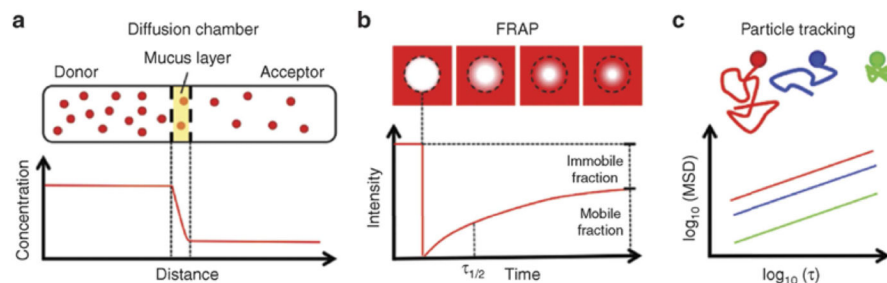 a
Diffusion chamber
Mucus layer
Donor
Acceptor
Concentration
Distance
b
FRAP
Intensity
Immobile
fraction
Mobile
fraction
τ1/2
Time
c
Particle tracking
log10 (MSD)
log10 (τ)